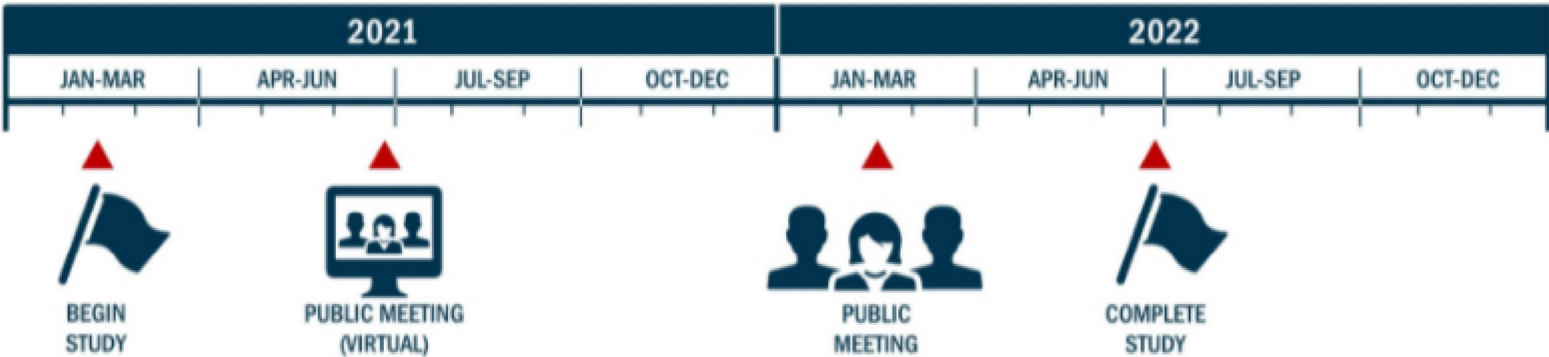 2021 2022
JAN-MAR APR-JUN JUL-SEP OCT-DEC JAN-MAR APR-JUN JUL-SEP OCT-DEC
BEGIN
STUDY
PUBLIC MEETING
(VIRTUAL)
PUBLIC
MEETING
COMPLETE
STUDY